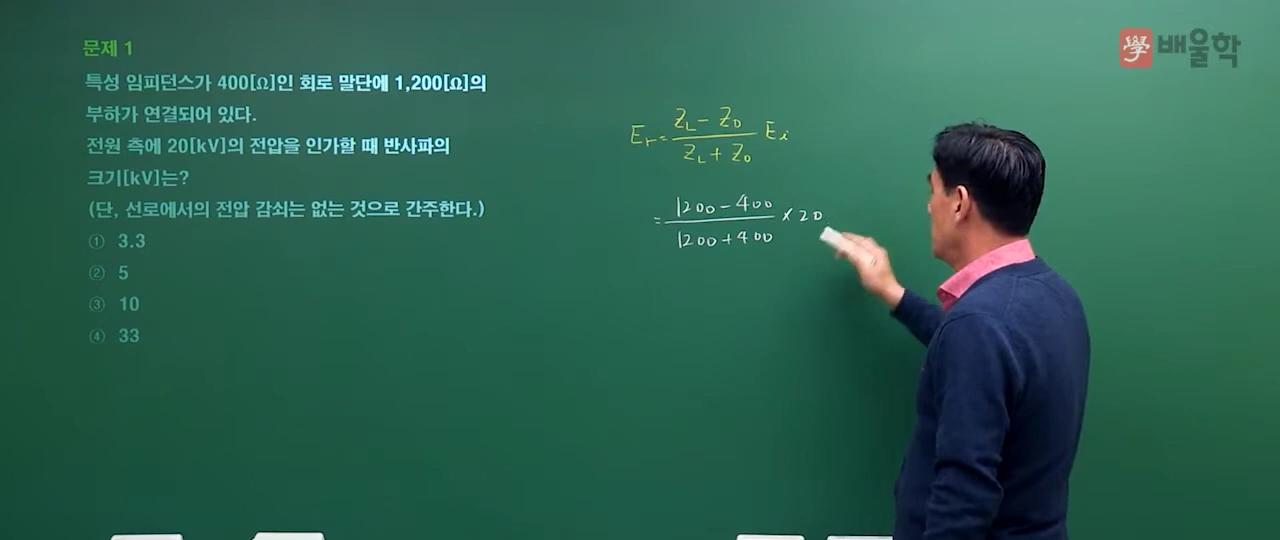 學 배울학
문제 1
특성 임피던스가 400[Ω]인 회로 말단에 1,200[Ω]의
부하가 연결되어 있다.
전원 측에 20[kV]의 전압을 인가할 때 반사파의
크기[kV]는?
(단, 선로에서의 전압 감쇠는 없는 것으로 간주한다.)
① 3.3
② 5
③ 10
④ 33
Er = (ZL - Z0) / (ZL + Z0) Ei
= (1200 - 400) / (1200 + 400) × 20